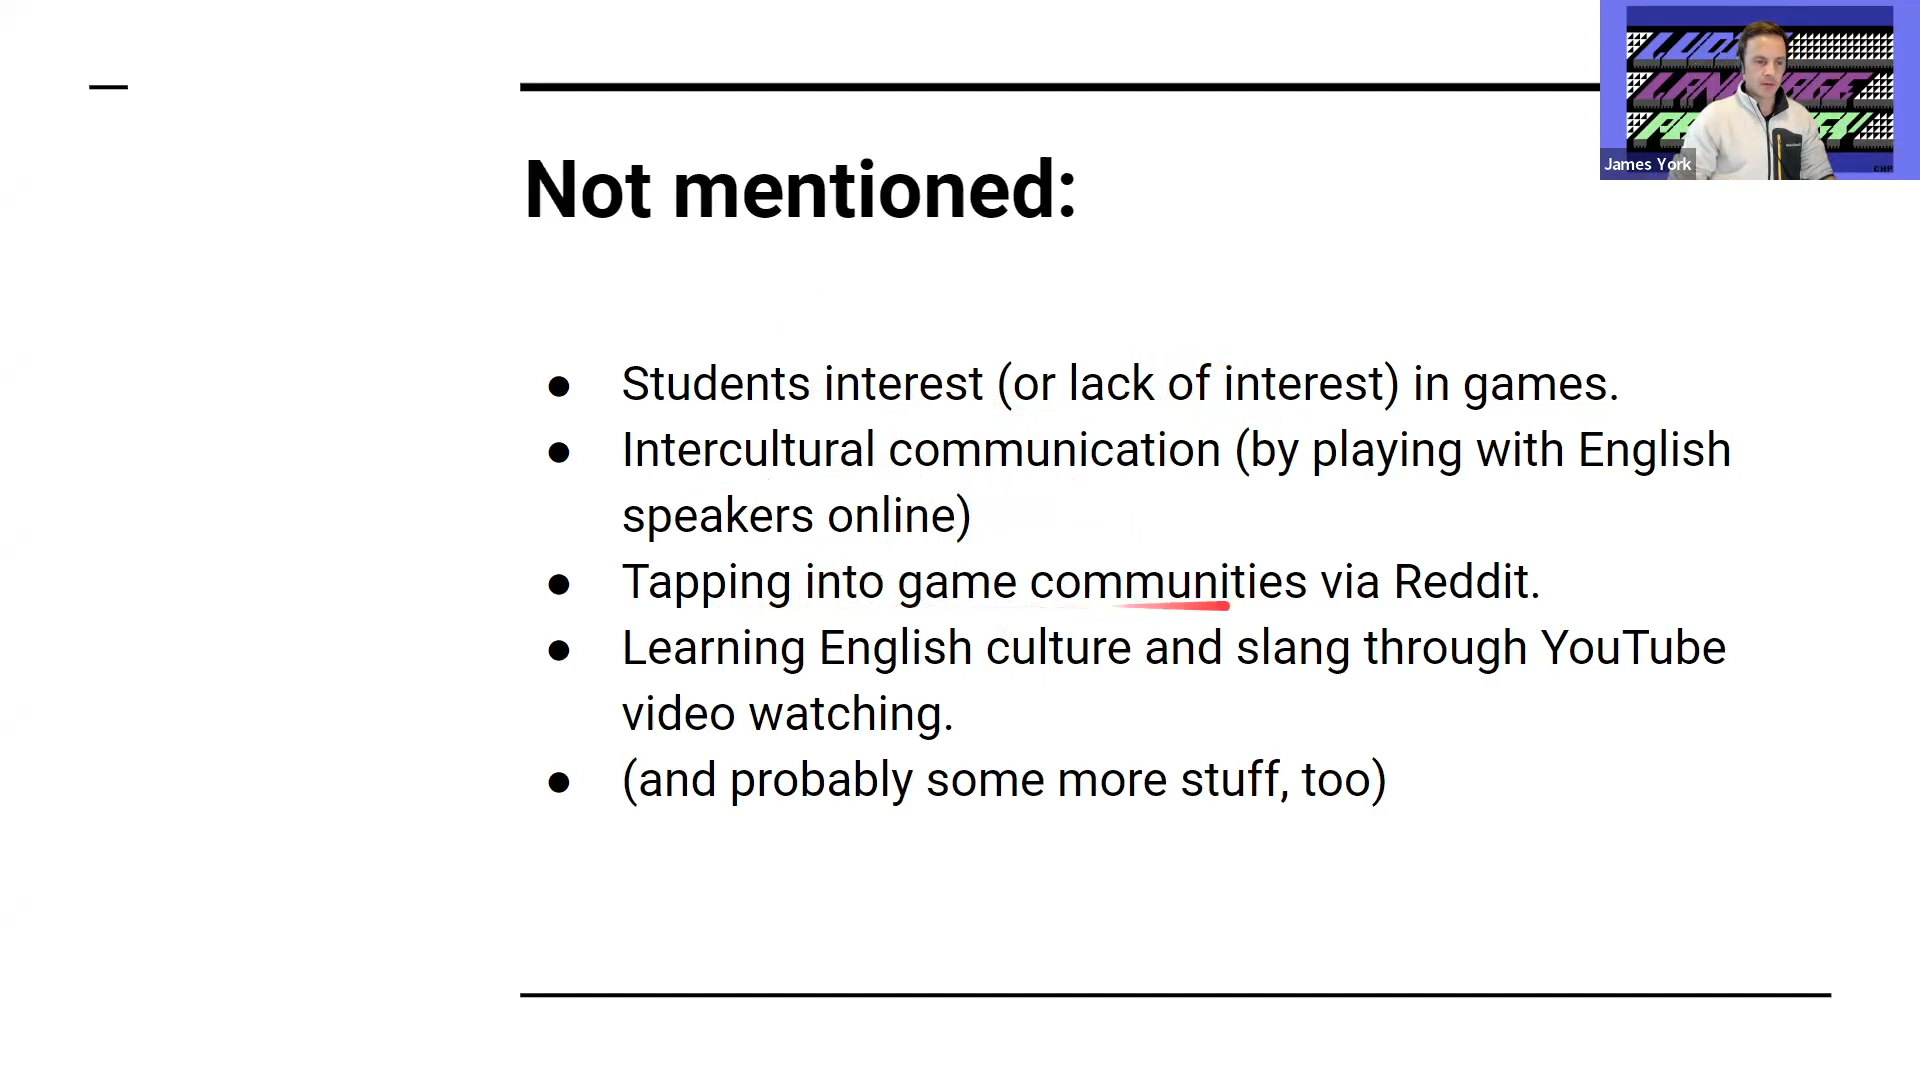 Not mentioned:
● Students interest (or lack of interest) in games.
● Intercultural communication (by playing with English
speakers online)
● Tapping into game communities via Reddit.
● Learning English culture and slang through YouTube
video watching.
● (and probably some more stuff, too)
James York